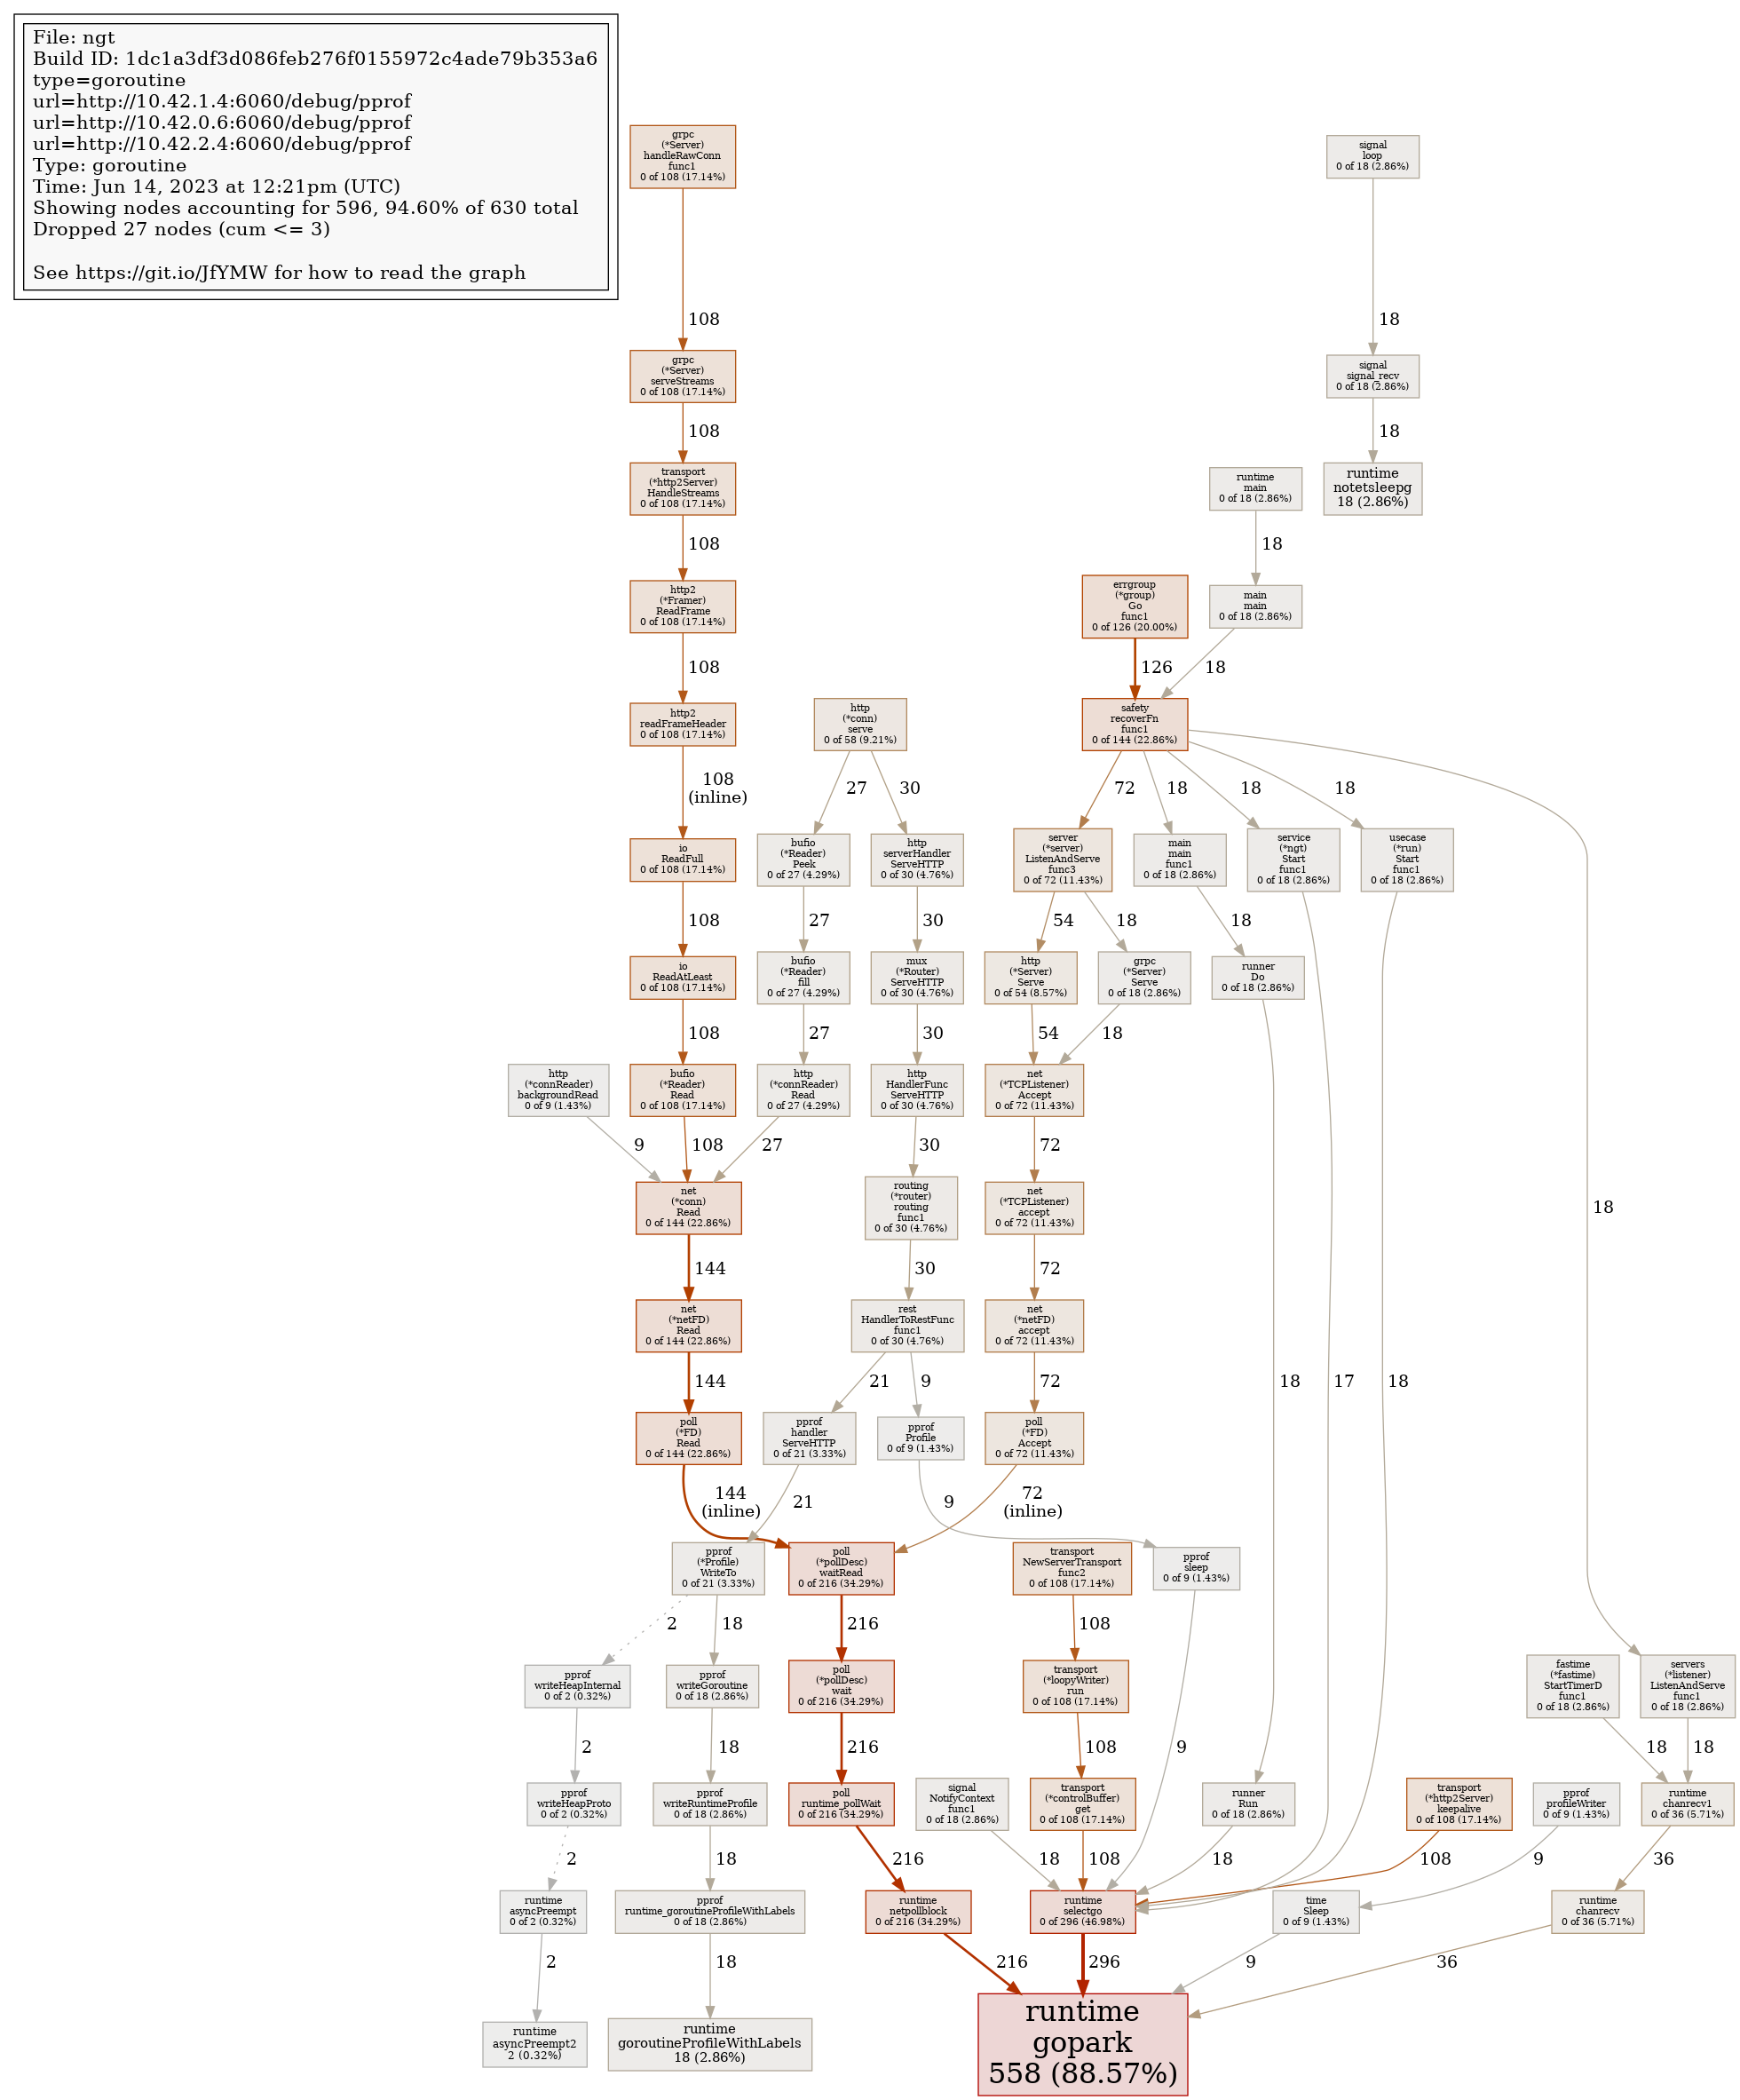 File: ngt
Build ID: 1dc1a3df3d086feb276f0155972c4ade79b353a6
type=goroutine
url=http://10.42.1.4:6060/debug/pprof
url=http://10.42.0.6:6060/debug/pprof
url=http://10.42.2.4:6060/debug/pprof
Type: goroutine
Time: Jun 14, 2023 at 12:21pm (UTC)
Showing nodes accounting for 596, 94.60% of 630 total
Dropped 27 nodes (cum <= 3)
See https://git.io/JfYMW for how to read the graph
grpc
(*Server)
handleRawConn
func1
0 of 108 (17.14%)
signal
loop
0 of 18 (2.86%)
108
18
grpc
(*Server)
serveStreams
0 of 108 (17.14%)
signal
signal_recv
0 of 18 (2.86%)
108
18
transport
(*http2Server)
HandleStreams
0 of 108 (17.14%)
runtime
main
0 of 18 (2.86%)
runtime
notetsleepg
18 (2.86%)
108
18
http2
(*Framer)
ReadFrame
0 of 108 (17.14%)
errgroup
(*group)
Go
func1
0 of 126 (20.00%)
main
main
0 of 18 (2.86%)
108
126
18
http2
readFrameHeader
0 of 108 (17.14%)
http
(*conn)
serve
0 of 58 (9.21%)
safety
recoverFn
func1
0 of 144 (22.86%)
108
(inline)
27
30
72
18
18
18
io
ReadFull
0 of 108 (17.14%)
bufio
(*Reader)
Peek
0 of 27 (4.29%)
http
serverHandler
ServeHTTP
0 of 30 (4.76%)
server
(*server)
ListenAndServe
func3
0 of 72 (11.43%)
main
main
func1
0 of 18 (2.86%)
service
(*ngt)
Start
func1
0 of 18 (2.86%)
usecase
(*run)
Start
func1
0 of 18 (2.86%)
108
27
30
54
18
18
io
ReadAtLeast
0 of 108 (17.14%)
bufio
(*Reader)
fill
0 of 27 (4.29%)
mux
(*Router)
ServeHTTP
0 of 30 (4.76%)
http
(*Server)
Serve
0 of 54 (8.57%)
grpc
(*Server)
Serve
0 of 18 (2.86%)
runner
Do
0 of 18 (2.86%)
108
27
30
54
18
http
(*connReader)
backgroundRead
0 of 9 (1.43%)
bufio
(*Reader)
Read
0 of 108 (17.14%)
http
(*connReader)
Read
0 of 27 (4.29%)
http
HandlerFunc
ServeHTTP
0 of 30 (4.76%)
net
(*TCPListener)
Accept
0 of 72 (11.43%)
9
108
27
30
72
net
(*conn)
Read
0 of 144 (22.86%)
routing
(*router)
routing
func1
0 of 30 (4.76%)
net
(*TCPListener)
accept
0 of 72 (11.43%)
18
144
30
72
net
(*netFD)
Read
0 of 144 (22.86%)
rest
HandlerToRestFunc
func1
0 of 30 (4.76%)
net
(*netFD)
accept
0 of 72 (11.43%)
144
21
9
72
18
17
18
poll
(*FD)
Read
0 of 144 (22.86%)
pprof
handler
ServeHTTP
0 of 21 (3.33%)
pprof
Profile
0 of 9 (1.43%)
poll
(*FD)
Accept
0 of 72 (11.43%)
144
(inline)
21
9
72
(inline)
pprof
(*Profile)
WriteTo
0 of 21 (3.33%)
poll
(*pollDesc)
waitRead
0 of 216 (34.29%)
transport
NewServerTransport
func2
0 of 108 (17.14%)
pprof
sleep
0 of 9 (1.43%)
2
18
216
108
pprof
writeHeapInternal
0 of 2 (0.32%)
pprof
writeGoroutine
0 of 18 (2.86%)
poll
(*pollDesc)
wait
0 of 216 (34.29%)
transport
(*loopyWriter)
run
0 of 108 (17.14%)
fastime
(*fastime)
StartTimerD
func1
0 of 18 (2.86%)
servers
(*listener)
ListenAndServe
func1
0 of 18 (2.86%)
2
18
216
108
9
18
18
pprof
writeHeapProto
0 of 2 (0.32%)
pprof
writeRuntimeProfile
0 of 18 (2.86%)
poll
runtime_pollWait
0 of 216 (34.29%)
signal
NotifyContext
func1
0 of 18 (2.86%)
transport
(*controlBuffer)
get
0 of 108 (17.14%)
runner
Run
0 of 18 (2.86%)
transport
(*http2Server)
keepalive
0 of 108 (17.14%)
pprof
profileWriter
0 of 9 (1.43%)
runtime
chanrecv1
0 of 36 (5.71%)
2
18
216
18
108
18
108
9
36
runtime
asyncPreempt
0 of 2 (0.32%)
pprof
runtime_goroutineProfileWithLabels
0 of 18 (2.86%)
runtime
netpollblock
0 of 216 (34.29%)
runtime
selectgo
0 of 296 (46.98%)
time
Sleep
0 of 9 (1.43%)
runtime
chanrecv
0 of 36 (5.71%)
2
18
216
296
9
36
runtime
asyncPreempt2
2 (0.32%)
runtime
goroutineProfileWithLabels
18 (2.86%)
runtime
gopark
558 (88.57%)